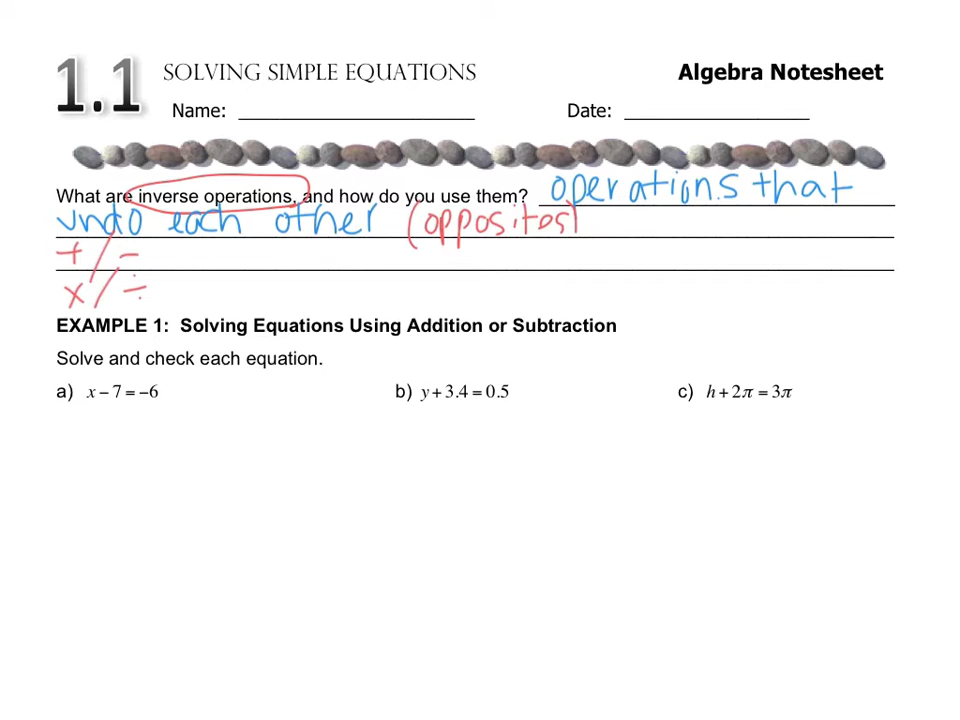 1.1 SOLVING SIMPLE EQUATIONS Algebra Notesheet
Name: ____________________ Date: ________________
What are inverse operations, and how do you use them? operations that
undo each other (opposites)
+ / −
x / ÷
EXAMPLE 1: Solving Equations Using Addition or Subtraction
Solve and check each equation.
a) x − 7 = −6 b) y + 3.4 = 0.5 c) h + 2π = 3π